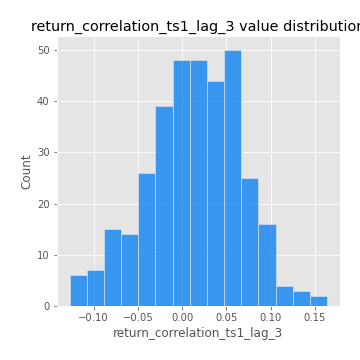 return_correlation_ts1_lag_3 value distribution
50
40
30
20
10
0
Count
−0.10 −0.05 0.00 0.05 0.10 0.15
return_correlation_ts1_lag_3